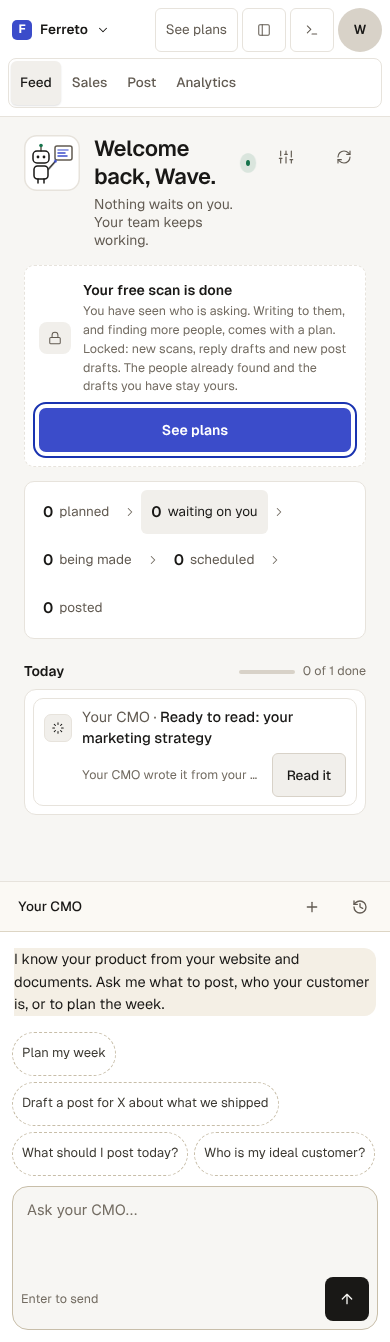 F Ferreto
See plans
W
Feed Sales Post Analytics
Welcome
back, Wave.
Nothing waits on you.
Your team keeps
working.
Your free scan is done
You have seen who is asking. Writing to them,
and finding more people, comes with a plan.
Locked: new scans, reply drafts and new post
drafts. The people already found and the
drafts you have stay yours.
See plans
0 planned
0 waiting on you
0 being made
0 scheduled
0 posted
Today
0 of 1 done
Your CMO · Ready to read: your
marketing strategy
Your CMO wrote it from your ...
Read it
Your CMO
I know your product from your website and
documents. Ask me what to post, who your customer
is, or to plan the week.
Plan my week
Draft a post for X about what we shipped
What should I post today?
Who is my ideal customer?
Ask your CMO...
Enter to send